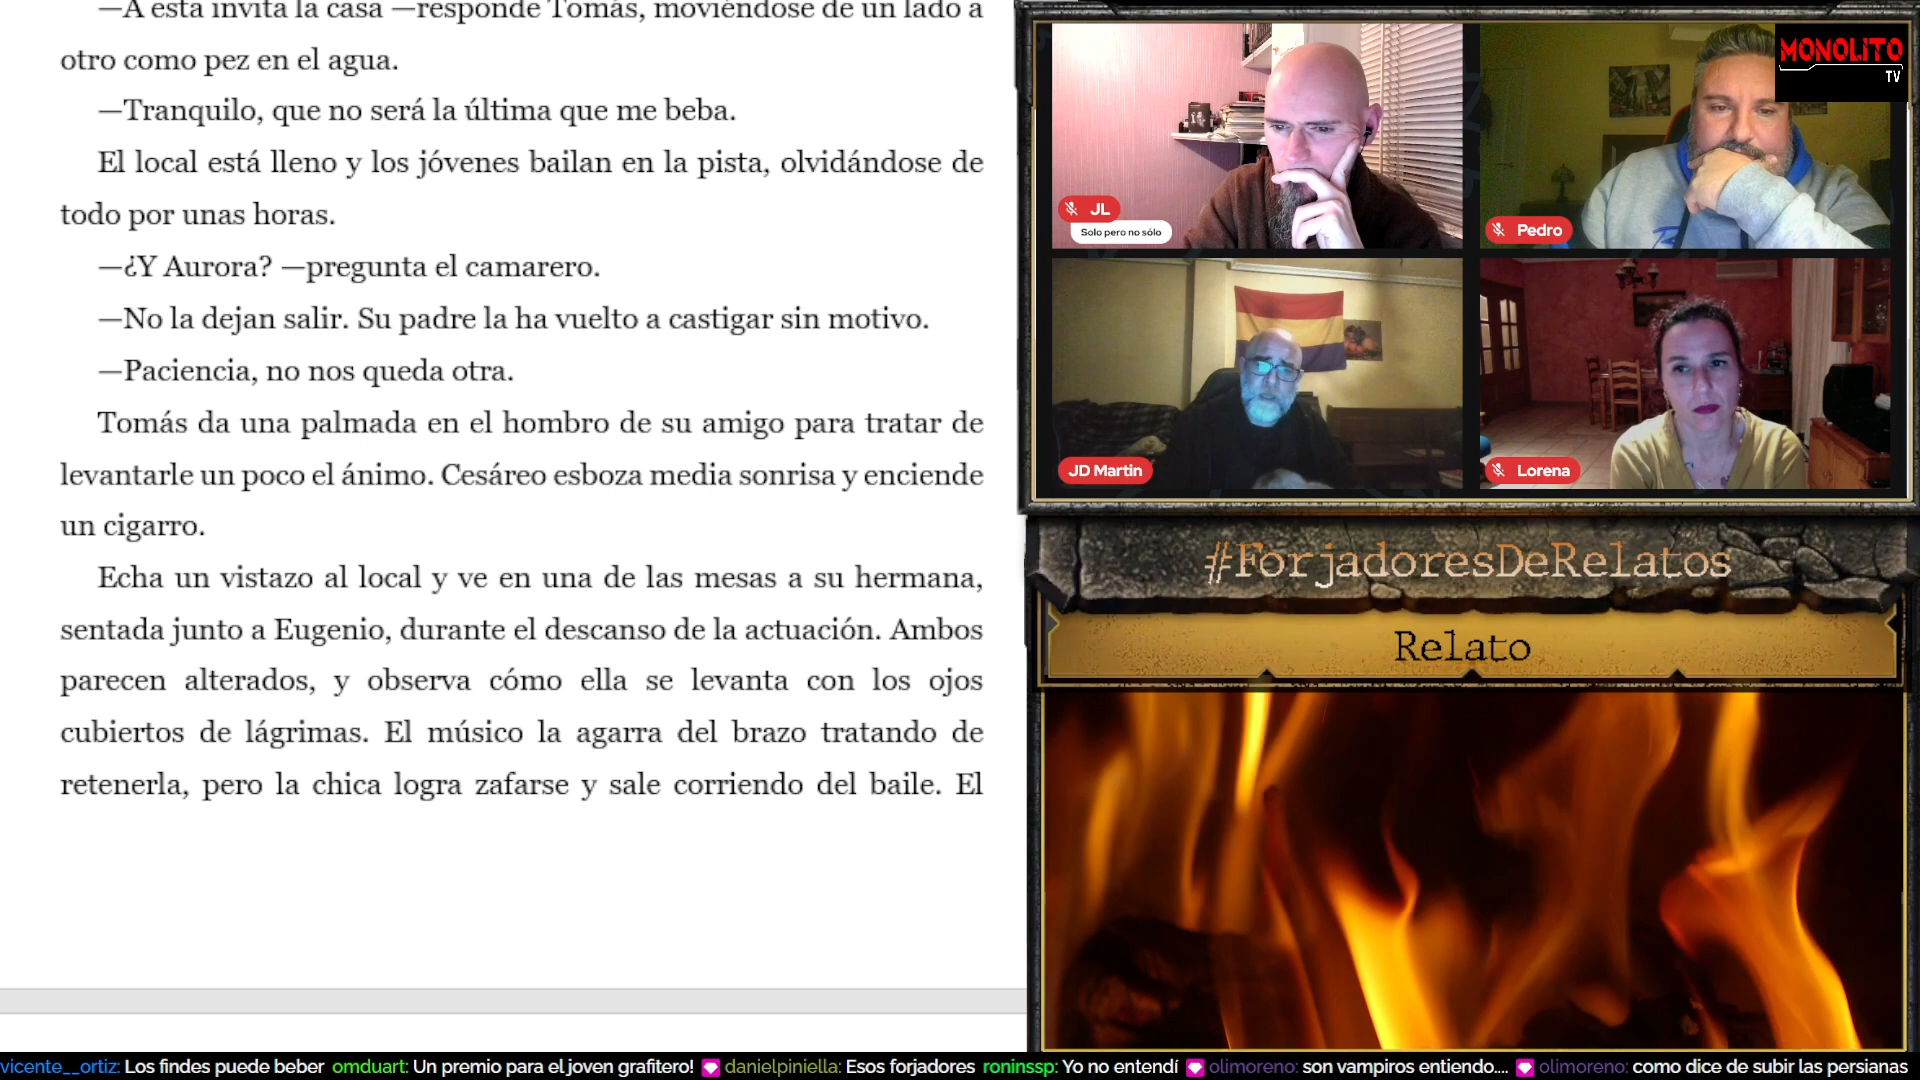 —A esta invita la casa —responde Tomás, moviéndose de un lado a
otro como pez en el agua.
—Tranquilo, que no será la última que me beba.
El local está lleno y los jóvenes bailan en la pista, olvidándose de
todo por unas horas.
—¿Y Aurora? —pregunta el camarero.
—No la dejan salir. Su padre la ha vuelto a castigar sin motivo.
—Paciencia, no nos queda otra.
Tomás da una palmada en el hombro de su amigo para tratar de
levantarle un poco el ánimo. Cesáreo esboza media sonrisa y enciende
un cigarro.
Echa un vistazo al local y ve en una de las mesas a su hermana,
sentada junto a Eugenio, durante el descanso de la actuación. Ambos
parecen alterados, y observa cómo ella se levanta con los ojos
cubiertos de lágrimas. El músico la agarra del brazo tratando de
retenerla, pero la chica logra zafarse y sale corriendo del baile. El
MONOLITO
TV
JL
Solo pero no sólo
Pedro
JD Martin
Lorena
#ForjadoresDeRelatos
Relato
vicente__ortiz: Los findes puede beber omduart: Un premio para el joven grafitero! danielpiniella: Esos forjadores roninssp: Yo no entendí olimoreno: son vampiros entiendo.... olimoreno: como dice de subir las persianas